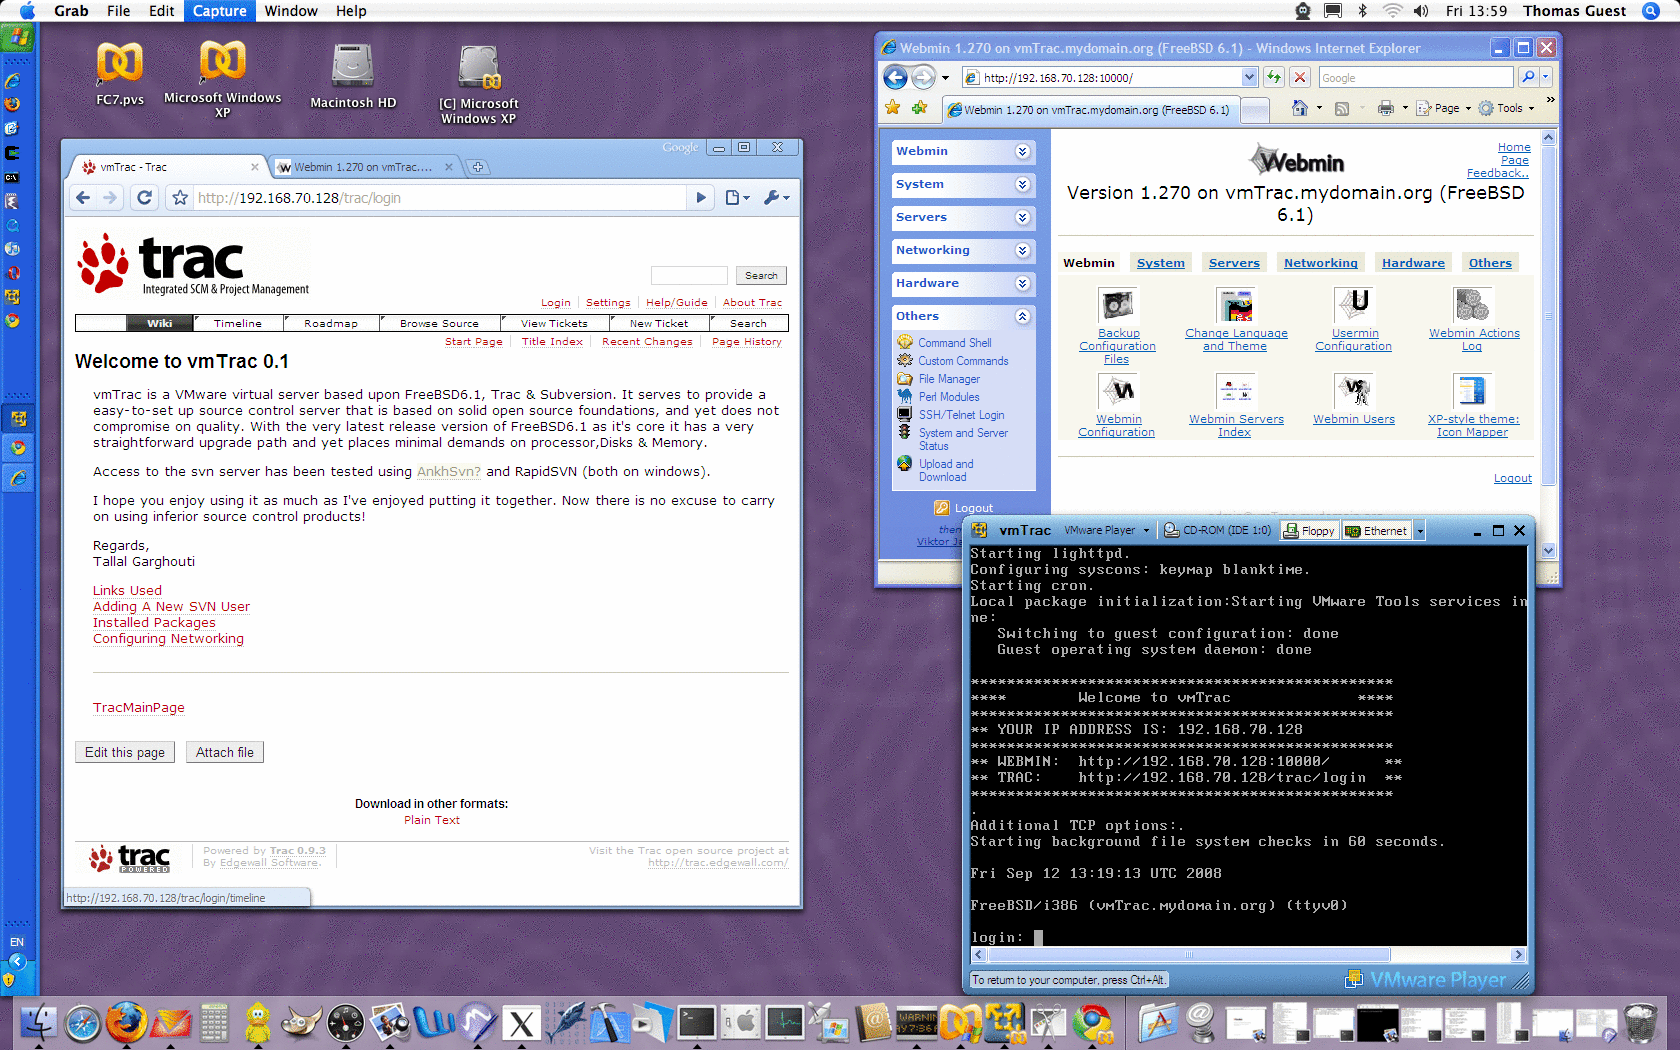 Grab File Edit Capture Window Help
Fri 13:59 Thomas Guest
FC7.pvs
Microsoft Windows
XP
Macintosh HD
[C] Microsoft
Windows XP
Google
vmTrac - Trac
Webmin 1.270 on vmTrac....
http://192.168.70.128/trac/login
trac
Integrated SCM & Project Management
Search
Login Settings Help/Guide About Trac
Wiki Timeline Roadmap Browse Source View Tickets New Ticket Search
Start Page Title Index Recent Changes Page History
Welcome to vmTrac 0.1
vmTrac is a VMware virtual server based upon FreeBSD6.1, Trac & Subversion. It serves to provide a
easy-to-set up source control server that is based on solid open source foundations, and yet does not
compromise on quality. With the very latest release version of FreeBSD6.1 as it's core it has a very
straightforward upgrade path and yet places minimal demands on processor,Disks & Memory.
Access to the svn server has been tested using AnkhSvn? and RapidSVN (both on windows).
I hope you enjoy using it as much as I've enjoyed putting it together. Now there is no excuse to carry
on using inferior source control products!
Regards,
Tallal Garghouti
Links Used
Adding A New SVN User
Installed Packages
Configuring Networking
TracMainPage
Edit this page Attach file
Download in other formats:
Plain Text
trac
POWERED
Powered by Trac 0.9.3
By Edgewall Software.
Visit the Trac open source project at
http://trac.edgewall.com/
http://192.168.70.128/trac/login/timeline
EN
Webmin 1.270 on vmTrac.mydomain.org (FreeBSD 6.1) - Windows Internet Explorer
http://192.168.70.128:10000/
Google
Webmin 1.270 on vmTrac.mydomain.org (FreeBSD 6.1)
Page Tools
Webmin
System
Servers
Networking
Hardware
Others
Command Shell
Custom Commands
File Manager
Perl Modules
SSH/Telnet Login
System and Server
Status
Upload and
Download
Logout
Viktor
Webmin
Home
Page
Feedback..
Version 1.270 on vmTrac.mydomain.org (FreeBSD
6.1)
Webmin System Servers Networking Hardware Others
Backup
Configuration
Files
Change Language
and Theme
Usermin
Configuration
Webmin Actions
Log
Webmin
Configuration
Webmin Servers
Index
Webmin Users
XP-style theme:
Icon Mapper
Logout
vmTrac VMware Player CD-ROM (IDE 1:0) Floppy Ethernet
Starting lighttpd.
Configuring syscons: keymap blanktime.
Starting cron.
Local package initialization:Starting VMware Tools services in
ne:
Switching to guest configuration: done
Guest operating system daemon: done
***********************************************
**** Welcome to vmTrac ****
***********************************************
** YOUR IP ADDRESS IS: 192.168.70.128
***********************************************
** WEBMIN: http://192.168.70.128:10000/ **
** TRAC: http://192.168.70.128/trac/login **
***********************************************
.
Additional TCP options:.
Starting background file system checks in 60 seconds.
Fri Sep 12 13:19:13 UTC 2008
FreeBSD/i386 (vmTrac.mydomain.org) (ttyv0)
login:
To return to your computer, press Ctrl+Alt.
VMware Player